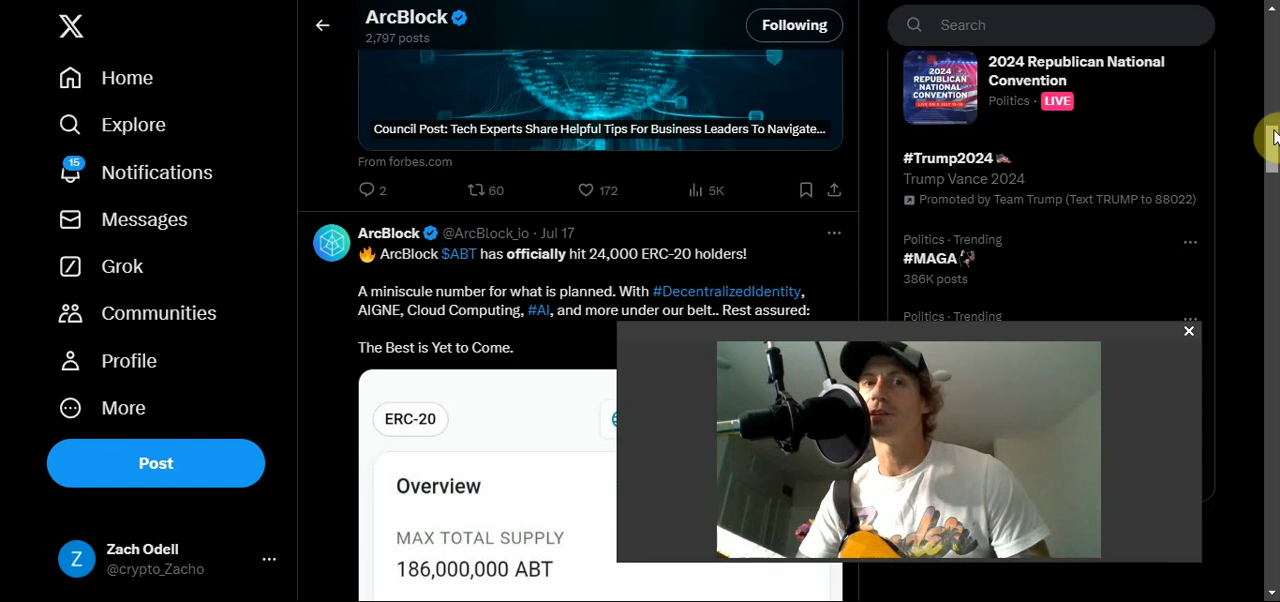 X
Home
Explore
15
Notifications
Messages
Grok
Communities
Profile
More
Post
Z
Zach Odell
@crypto_Zacho
ArcBlock
2,797 posts
Following
Council Post: Tech Experts Share Helpful Tips For Business Leaders To Navigate...
From forbes.com
2
60
172
5K
ArcBlock @ArcBlock_io · Jul 17
🔥 ArcBlock $ABT has officially hit 24,000 ERC-20 holders!
A miniscule number for what is planned. With #DecentralizedIdentity,
AIGNE, Cloud Computing, #AI, and more under our belt.. Rest assured:
The Best is Yet to Come.
ERC-20
Overview
MAX TOTAL SUPPLY
186,000,000 ABT
Search
2024
REPUBLICAN
NATIONAL
CONVENTION
2024 Republican National
Convention
Politics · LIVE
#Trump2024
Trump Vance 2024
Promoted by Team Trump (Text TRUMP to 88022)
Politics · Trending
#MAGA
386K posts
Politics · Trending